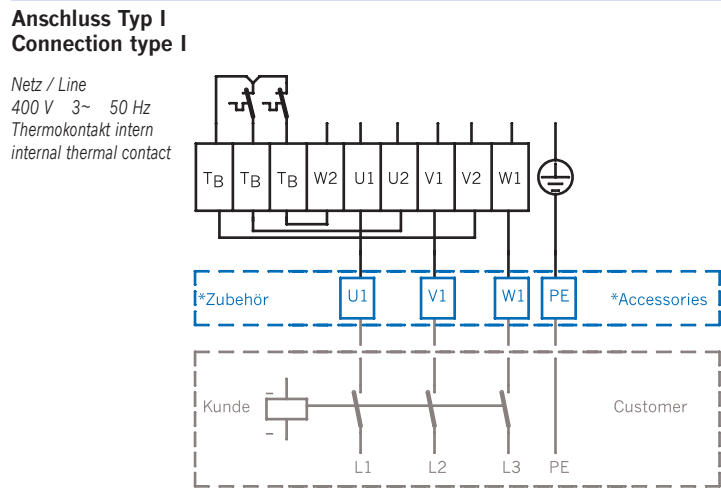 Anschluss Typ I
Connection type I
Netz / Line
400 V 3~ 50 Hz
Thermokontakt intern
internal thermal contact
TB TB TB W2 U1 U2 V1 V2 W1
*Zubehör U1 V1 W1 PE *Accessories
Kunde Customer
L1 L2 L3 PE